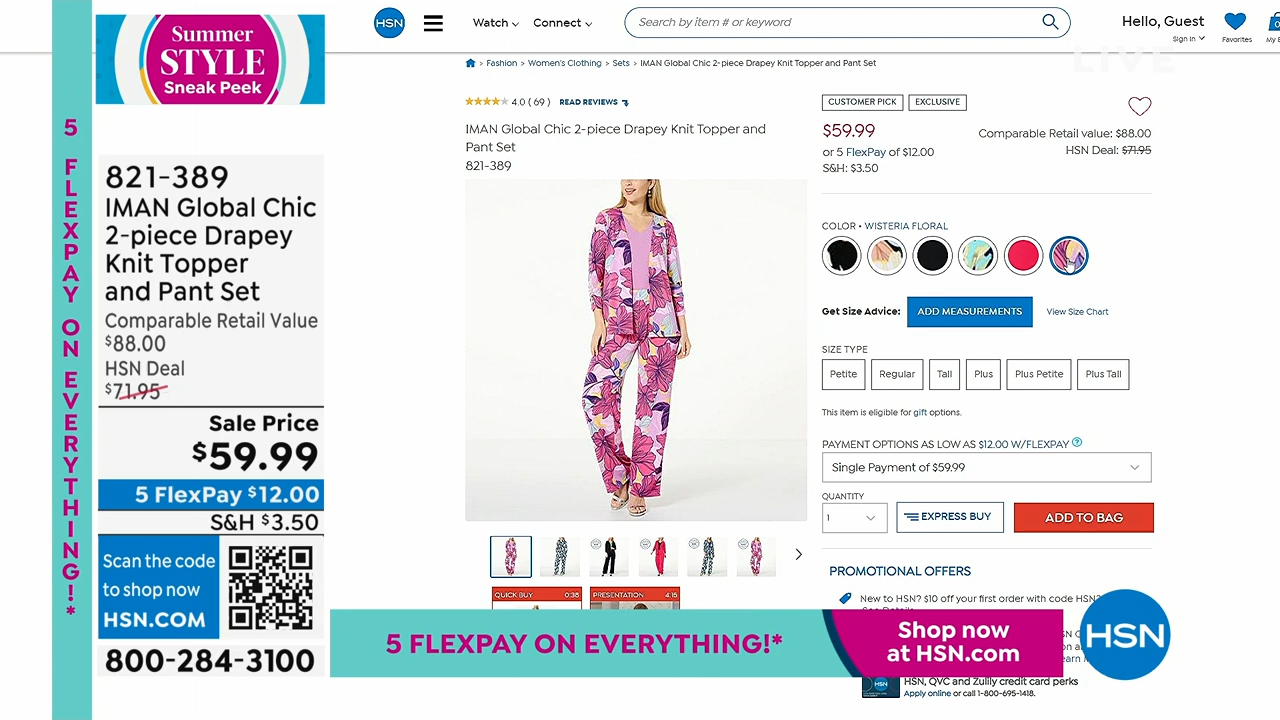 Summer
STYLE
Sneak Peek
5 FLEXPAY ON EVERYTHING!*
821-389
IMAN Global Chic
2-piece Drapey
Knit Topper
and Pant Set
Comparable Retail Value
$88.00
HSN Deal
$71.95
Sale Price
$59.99
5 FlexPay $12.00
S&H $3.50
Scan the code
to shop now
HSN.COM
800-284-3100
HSN
Watch
Connect
Search by item # or keyword
Hello, Guest
Sign In
Favorites
0
LIVE
> Fashion > Women's Clothing > Sets > IMAN Global Chic 2-piece Drapey Knit Topper and Pant Set
4.0 ( 69 ) READ REVIEWS
IMAN Global Chic 2-piece Drapey Knit Topper and
Pant Set
821-389
QUICK BUY 0:38
PRESENTATION 4:15
CUSTOMER PICK EXCLUSIVE
$59.99
or 5 FlexPay of $12.00
S&H: $3.50
Comparable Retail value: $88.00
HSN Deal: $71.95
COLOR • WISTERIA FLORAL
Get Size Advice: ADD MEASUREMENTS View Size Chart
SIZE TYPE
Petite Regular Tall Plus Plus Petite Plus Tall
This item is eligible for gift options.
PAYMENT OPTIONS AS LOW AS $12.00 W/FLEXPAY ?
Single Payment of $59.99
QUANTITY
1
EXPRESS BUY
ADD TO BAG
PROMOTIONAL OFFERS
New to HSN? $10 off your first order with code HSN2
HSN, QVC and Zulily credit card perks
Apply online or call 1-800-695-1418.
HSN
5 FLEXPAY ON EVERYTHING!*
Shop now
at HSN.com
HSN